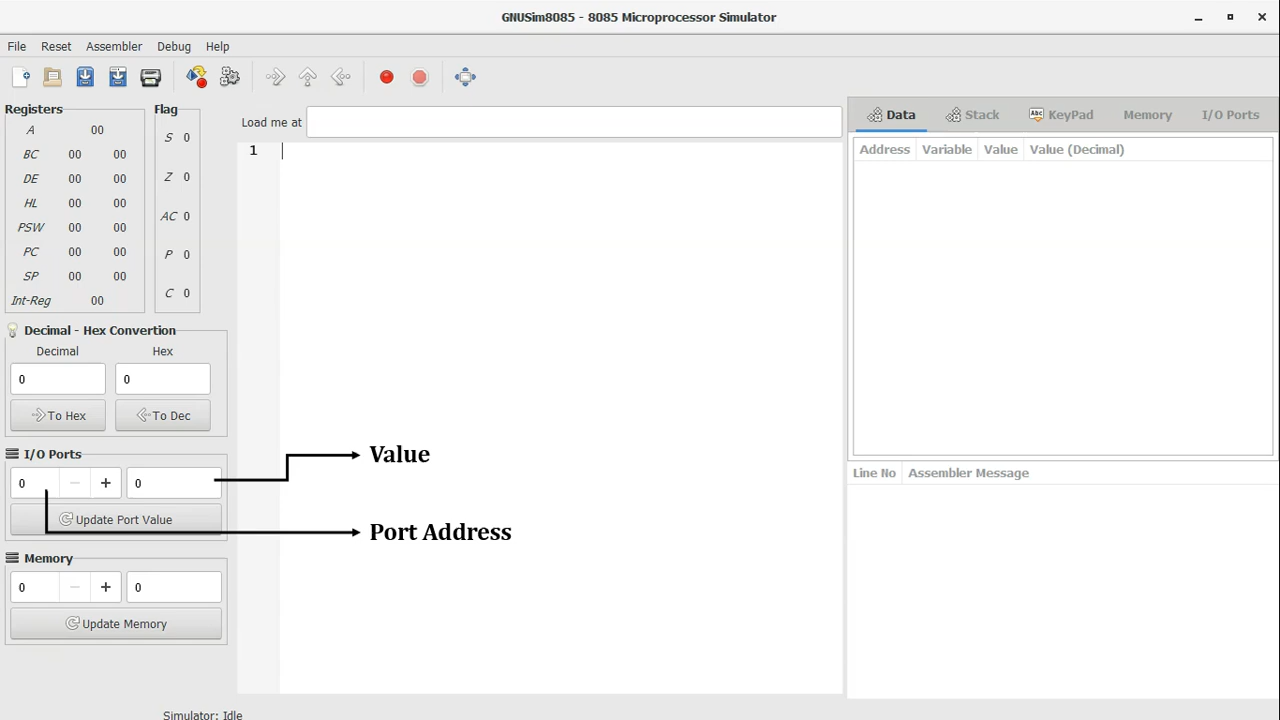 GNUSim8085 - 8085 Microprocessor Simulator
File Reset Assembler Debug Help
Registers
A 00
BC 00 00
DE 00 00
HL 00 00
PSW 00 00
PC 00 00
SP 00 00
Int-Reg 00
Flag
S 0
Z 0
AC 0
P 0
C 0
Decimal - Hex Convertion
Decimal Hex
0 0
To Hex To Dec
I/O Ports
0 − + 0
Update Port Value
Memory
0 − + 0
Update Memory
Load me at
1
Value
Port Address
Data Stack Abc KeyPad Memory I/O Ports
Address Variable Value Value (Decimal)
Line No Assembler Message
Simulator: Idle